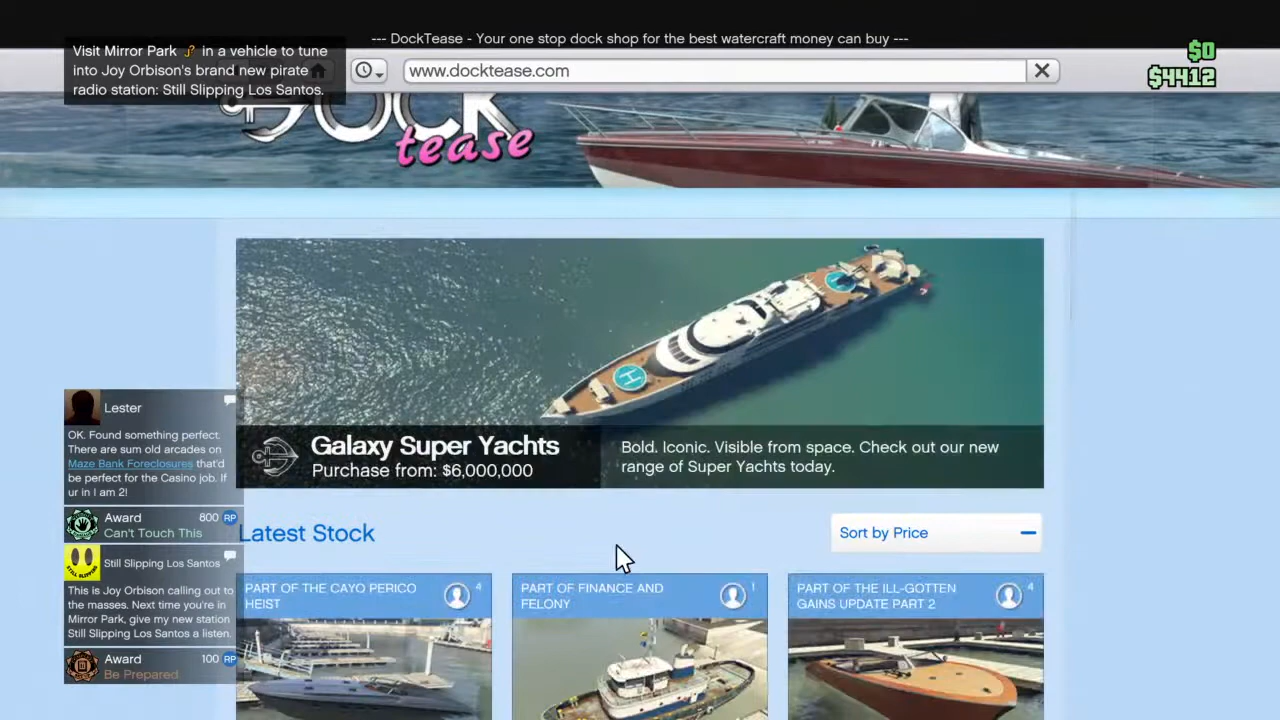 --- DockTease - Your one stop dock shop for the best watercraft money can buy ---
Visit Mirror Park in a vehicle to tune
into Joy Orbison's brand new pirate
radio station: Still Slipping Los Santos.
www.docktease.com
$0
$4412
DOCK
tease
H
Galaxy Super Yachts
Purchase from: $6,000,000
Bold. Iconic. Visible from space. Check out our new
range of Super Yachts today.
Lester
OK. Found something perfect.
There are sum old arcades on
Maze Bank Foreclosures that'd
be perfect for the Casino job. If
ur in I am 2!
Award 800 RP
Can't Touch This
Still Slipping Los Santos
This is Joy Orbison calling out to
the masses. Next time you're in
Mirror Park, give my new station
Still Slipping Los Santos a listen.
Award 100 RP
Be Prepared
Latest Stock
Sort by Price
PART OF THE CAYO PERICO
HEIST
4
PART OF FINANCE AND
FELONY
1
PART OF THE ILL-GOTTEN
GAINS UPDATE PART 2
4